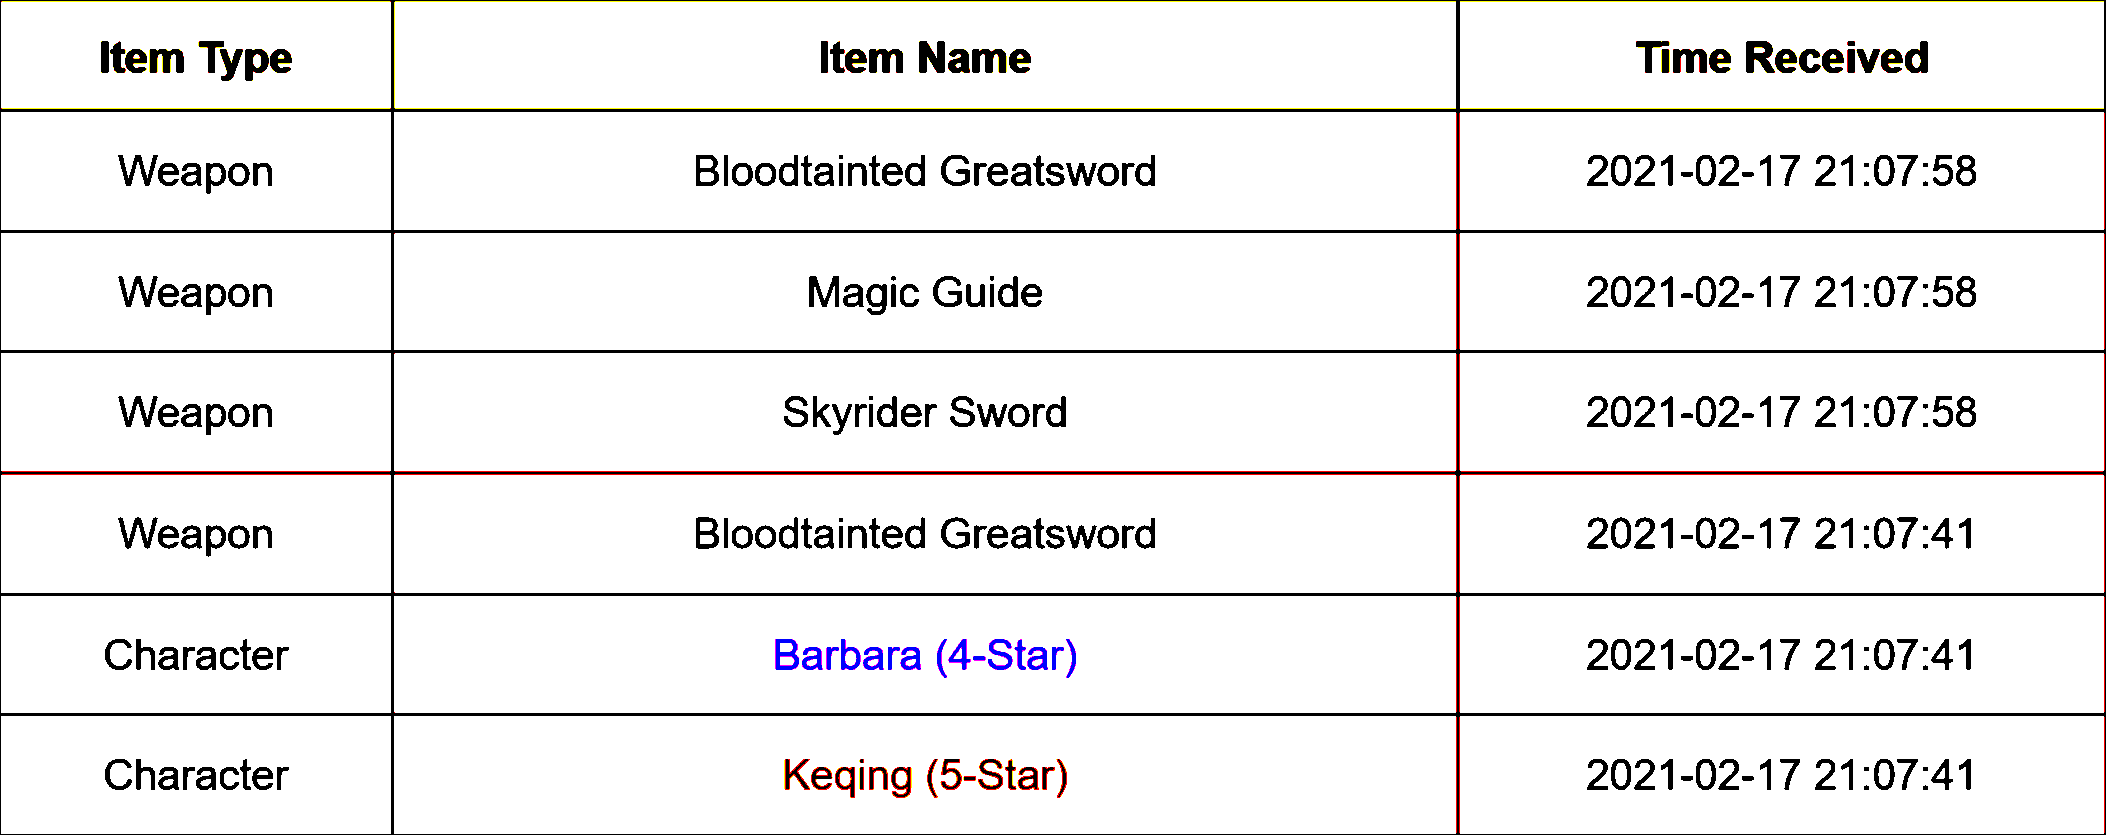 Item Type Item Name Time Received
Weapon Bloodtainted Greatsword 2021-02-17 21:07:58
Weapon Magic Guide 2021-02-17 21:07:58
Weapon Skyrider Sword 2021-02-17 21:07:58
Weapon Bloodtainted Greatsword 2021-02-17 21:07:41
Character Barbara (4-Star) 2021-02-17 21:07:41
Character Keqing (5-Star) 2021-02-17 21:07:41